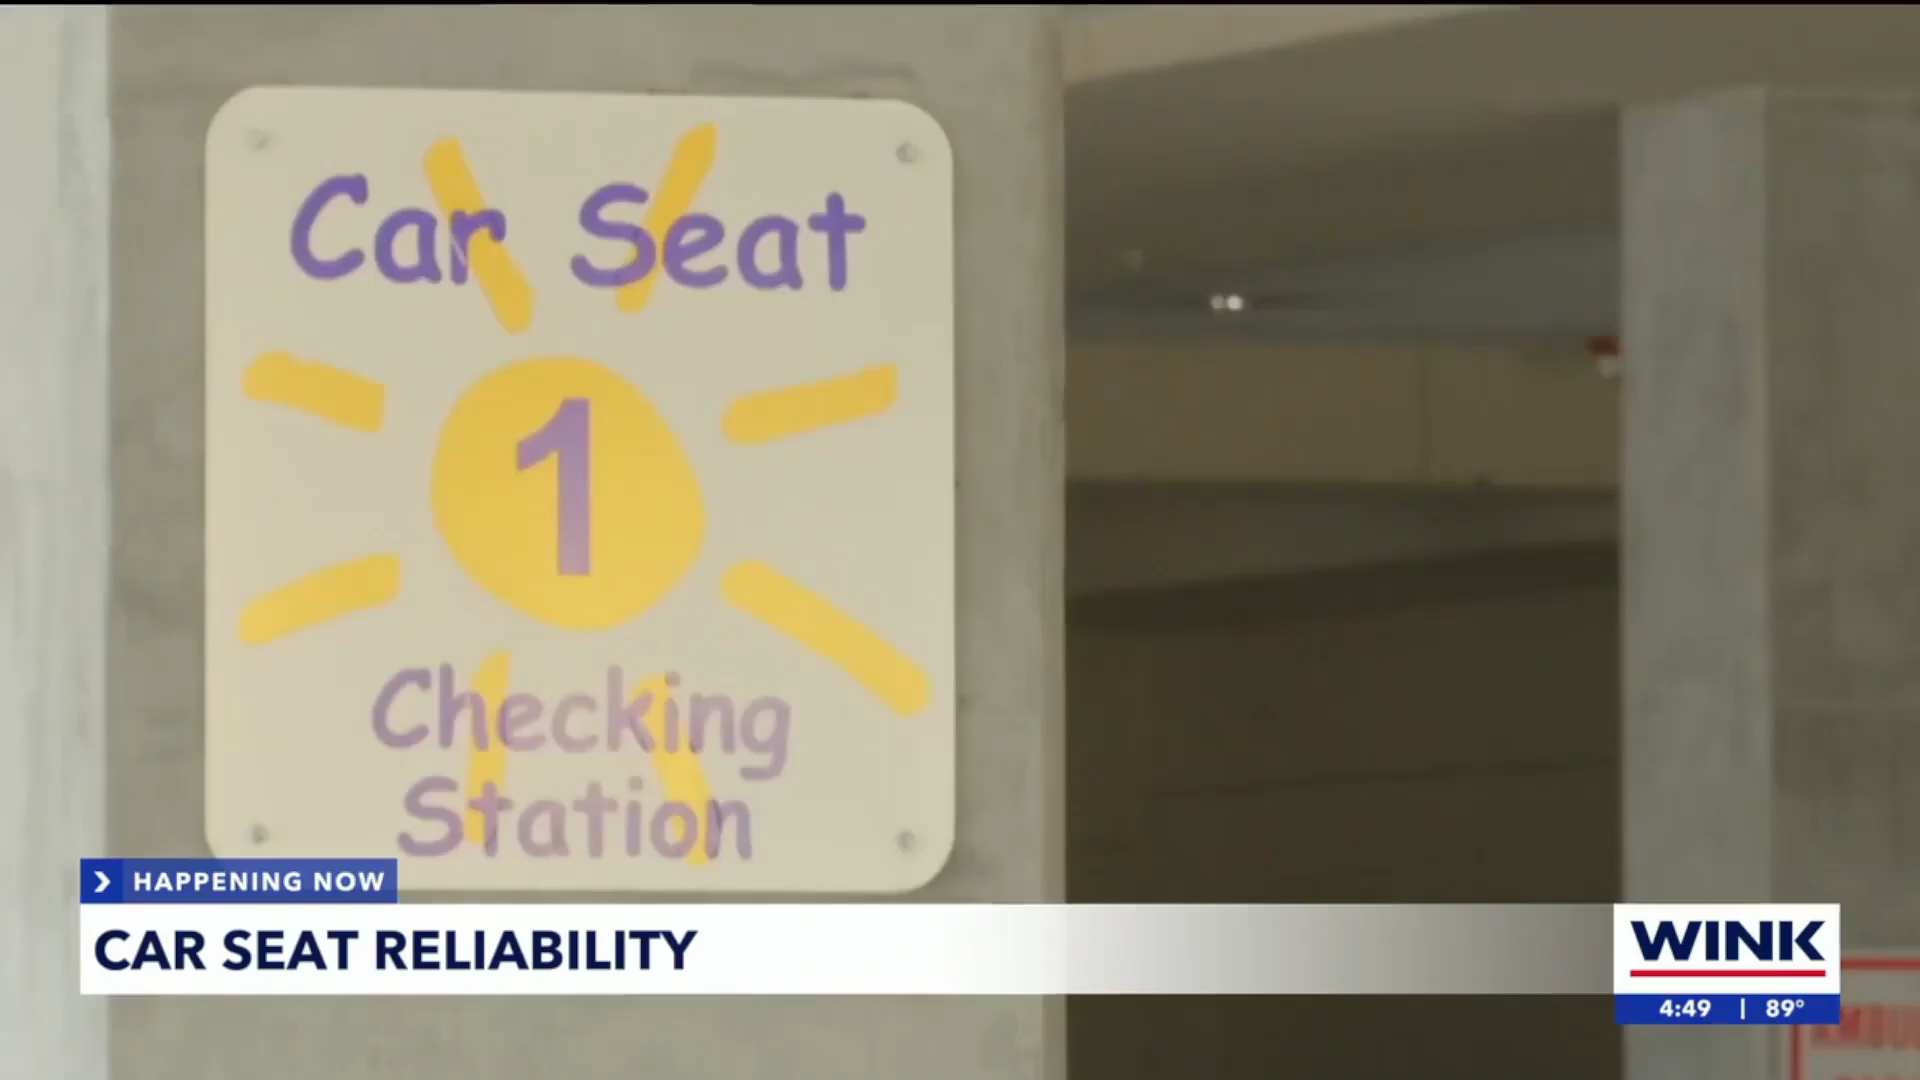 Car Seat
1
Checking
Station
HAPPENING NOW
CAR SEAT RELIABILITY
WINK
4:49 | 89°